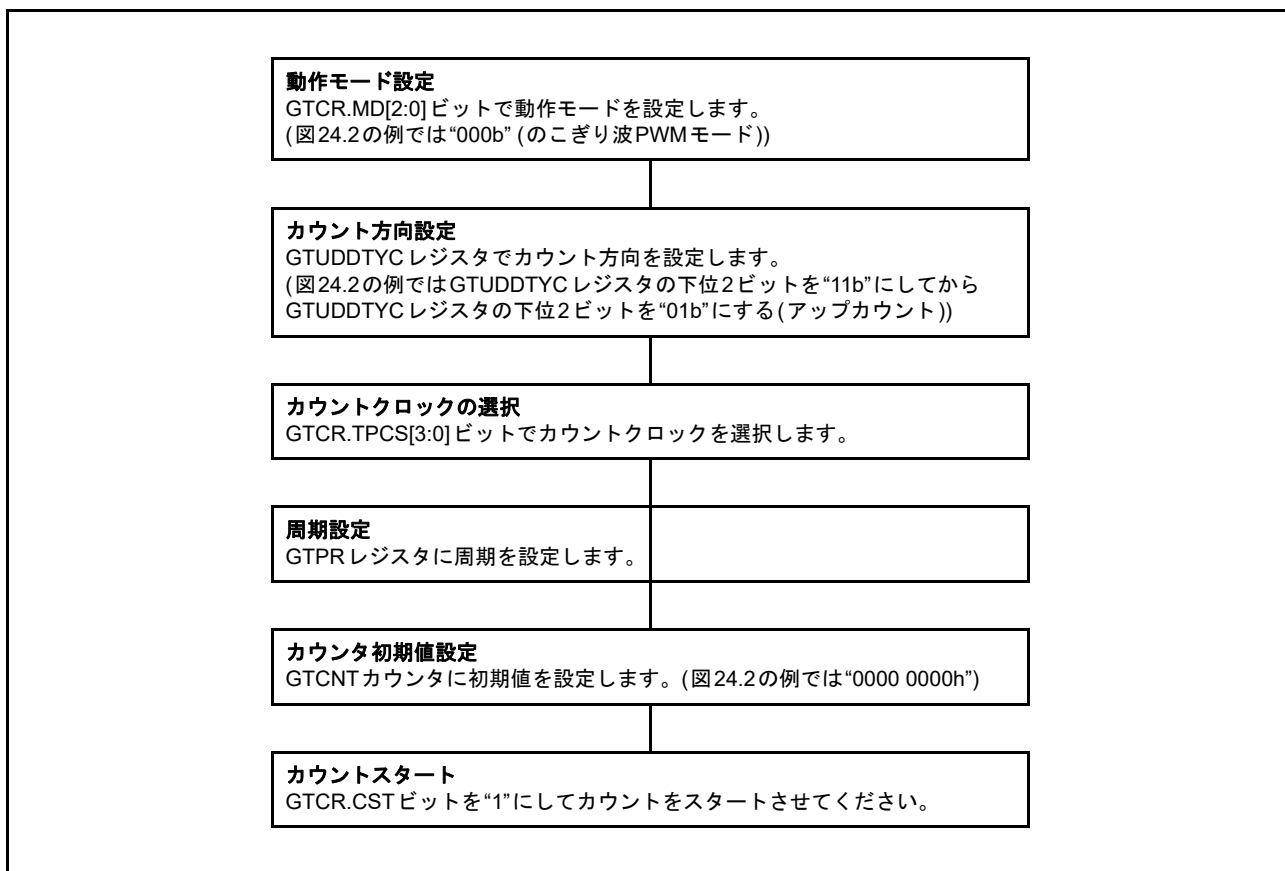 動作モード設定
GTCR.MD[2:0]ビットで動作モードを設定します。
(図24.2の例では“000b” (のこぎり波PWMモード))
カウント方向設定
GTUDDTYCレジスタでカウント方向を設定します。
(図24.2の例ではGTUDDTYCレジスタの下位2ビットを“11b”にしてから
GTUDDTYCレジスタの下位2ビットを“01b”にする(アップカウント))
カウントクロックの選択
GTCR.TPCS[3:0]ビットでカウントクロックを選択します。
周期設定
GTPRレジスタに周期を設定します。
カウンタ初期値設定
GTCNTカウンタに初期値を設定します。(図24.2の例では“0000 0000h”)
カウントスタート
GTCR.CSTビットを“1”にしてカウントをスタートさせてください。